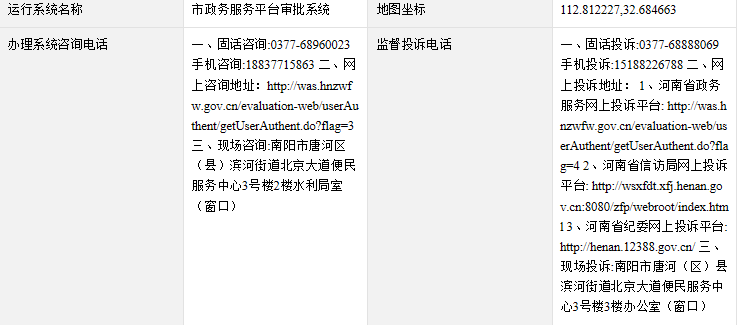 运行系统名称
市政务服务平台审批系统
地图坐标
112.812227,32.684663
办理系统咨询电话
一、固话咨询:0377-68960023
手机咨询:18837715863 二、网
上咨询地址：http://was.hnzwf
w.gov.cn/evaluation-web/userAu
thent/getUserAuthent.do?flag=3
三、现场咨询:南阳市唐河区
（县）滨河街道北京大道便民
服务中心3号楼2楼水利局室
（窗口）
监督投诉电话
一、固话投诉:0377-68888069
手机投诉:15188226788 二、网
上投诉地址： 1、河南省政务
服务网上投诉平台: http://was.h
nzwfw.gov.cn/evaluation-web/us
erAuthent/getUserAuthent.do?fla
g=4 2、河南省信访局网上投诉
平台: http://wsxfdt.xfj.henan.go
v.cn:8080/zfp/webroot/index.htm
l 3、河南省纪委网上投诉平台:
http://henan.12388.gov.cn/ 三、
现场投诉:南阳市唐河（区）县
滨河街道北京大道便民服务中
心3号楼3楼办公室（窗口）